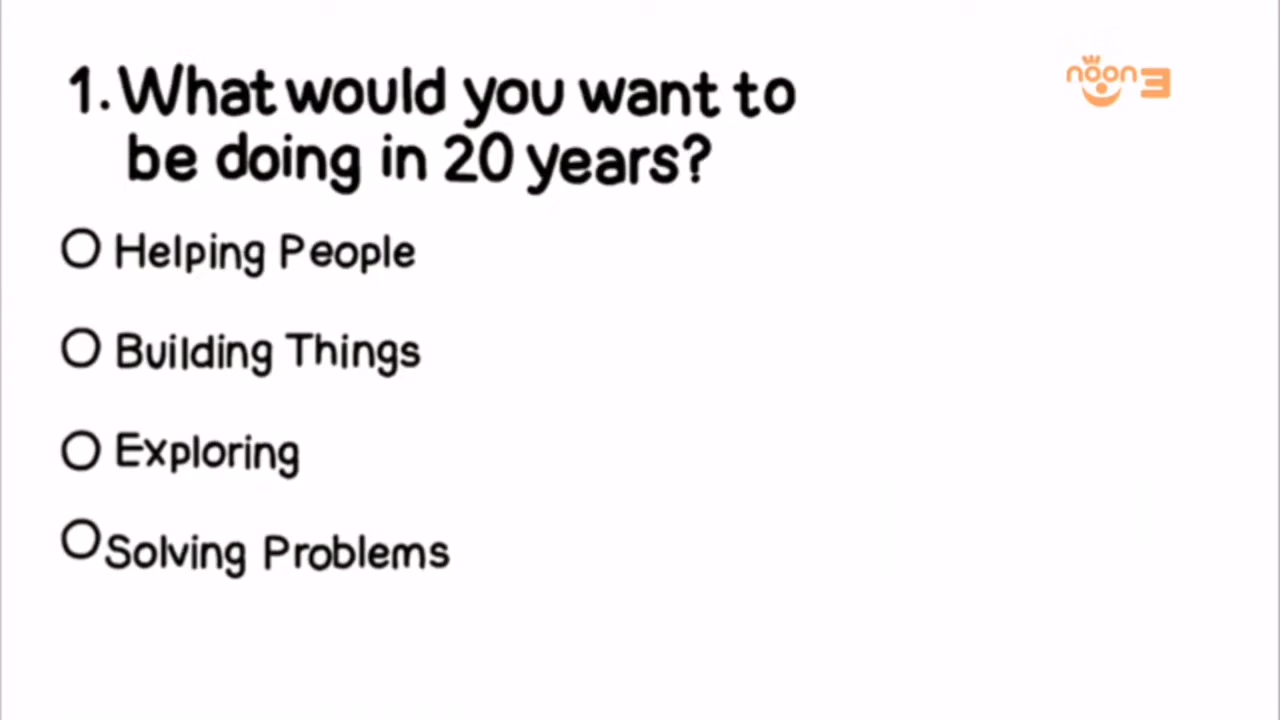 noon3
1. What would you want to
be doing in 20 years?
Helping People
Building Things
Exploring
Solving Problems